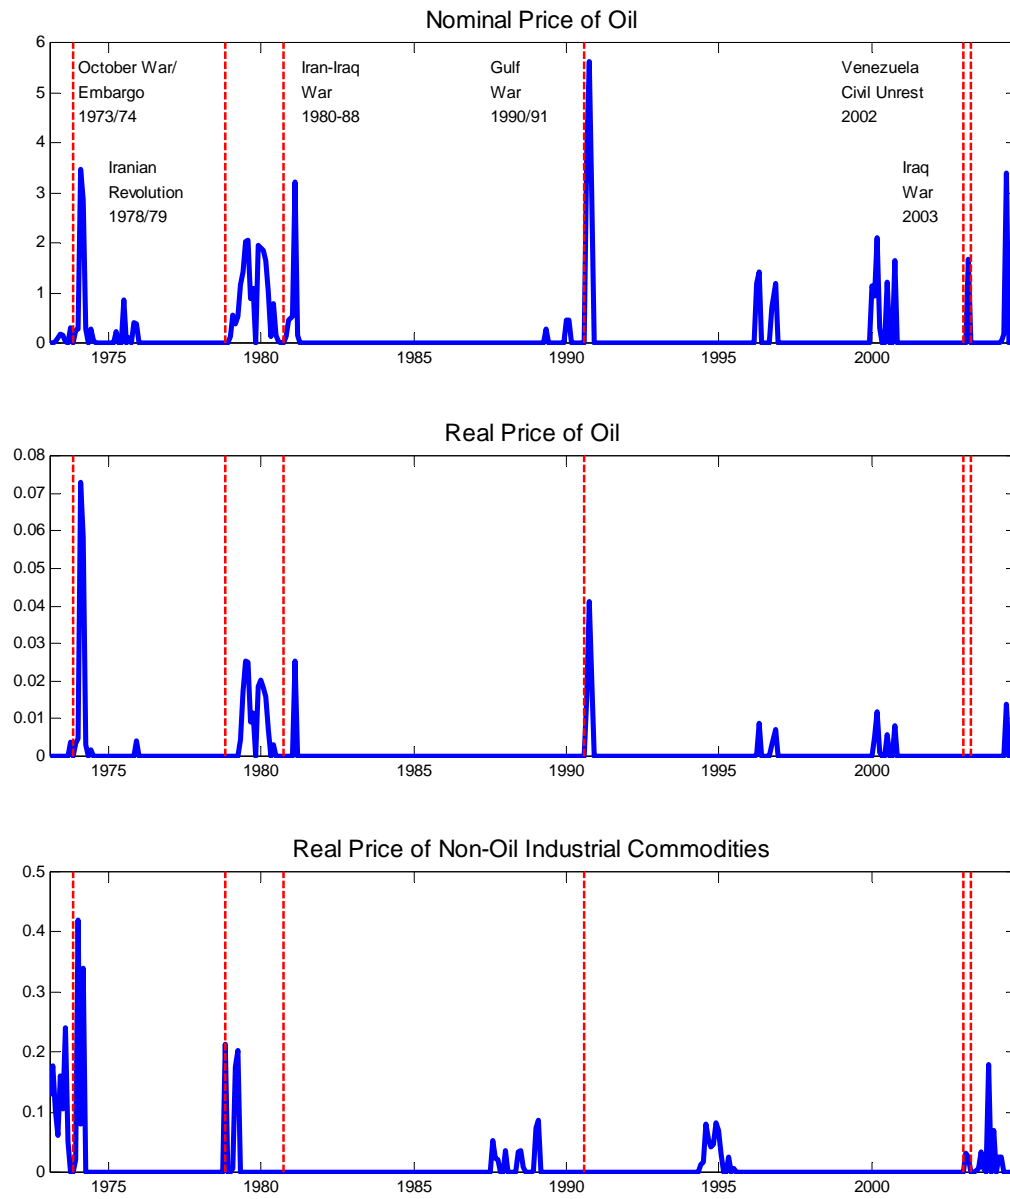 Nominal Price of Oil
6
5
4
3
2
1
0
October War/
Embargo
1973/74
Iranian
Revolution
1978/79
Iran-Iraq
War
1980-88
Gulf
War
1990/91
Venezuela
Civil Unrest
2002
Iraq
War
2003
1975 1980 1985 1990 1995 2000
Real Price of Oil
0.08
0.07
0.06
0.05
0.04
0.03
0.02
0.01
0
1975 1980 1985 1990 1995 2000
Real Price of Non-Oil Industrial Commodities
0.5
0.4
0.3
0.2
0.1
0
1975 1980 1985 1990 1995 2000